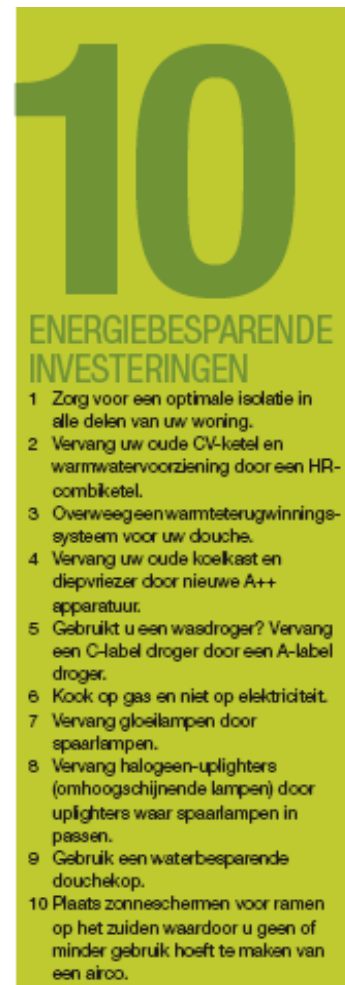 10
ENERGIEBESPARENDE
INVESTERINGEN
1 Zorg voor een optimale isolatie in
alle delen van uw woning.
2 Vervang uw oude CV-ketel en
warmwatervoorziening door een HR-
combiketel.
3 Overweegeenwarmteterugwinnings-
systeem voor uw douche.
4 Vervang uw oude koelkast en
diepvriezer door nieuwe A++
apparatuur.
5 Gebruikt u een wasdroger? Vervang
een C-label droger door een A-label
droger.
6 Kook op gas en niet op elektriciteit.
7 Vervang gloeilampen door
spaarlampen.
8 Vervang halogeen-uplighters
(omhoogschijnende lampen) door
uplighters waar spaarlampen in
passen.
9 Gebruik een waterbesparende
douchekop.
10 Plaats zonneschermen voor ramen
op het zuiden waardoor u geen of
minder gebruik hoeft te maken van
een airco.